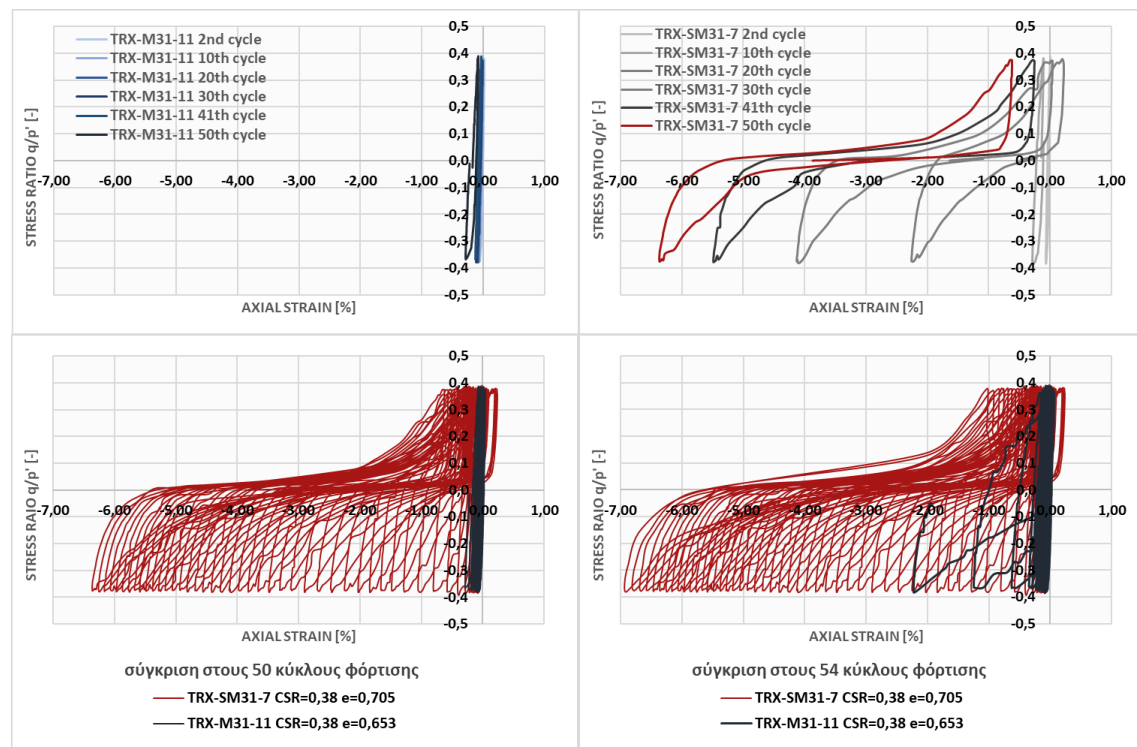 0,5
0,4
0,3
0,2
0,1
0,0
-0,1
-0,2
-0,3
-0,4
-0,5
-7,00 -6,00 -5,00 -4,00 -3,00 -2,00 -1,00 0,00 1,00
STRESS RATIO q/p' [-]
AXIAL STRAIN [%]
TRX-M31-11 2nd cycle
TRX-M31-11 10th cycle
TRX-M31-11 20th cycle
TRX-M31-11 30th cycle
TRX-M31-11 41th cycle
TRX-M31-11 50th cycle
0,5
0,4
0,3
0,2
0,1
0,0
-0,1
-0,2
-0,3
-0,4
-0,5
-7,00 -6,00 -5,00 -4,00 -3,00 -2,00 -1,00 0,00 1,00
STRESS RATIO q/p' [-]
AXIAL STRAIN [%]
TRX-SM31-7 2nd cycle
TRX-SM31-7 10th cycle
TRX-SM31-7 20th cycle
TRX-SM31-7 30th cycle
TRX-SM31-7 41th cycle
TRX-SM31-7 50th cycle
0,5
0,4
0,3
0,2
0,1
0,0
-0,1
-0,2
-0,3
-0,4
-0,5
-7,00 -6,00 -5,00 -4,00 -3,00 -2,00 -1,00 0,00 1,00
STRESS RAIO q/p' [-]
AXIAL STRAIN [%]
σύγκριση στους 50 κύκλους φόρτισης
TRX-SM31-7 CSR=0,38 e=0,705
TRX-M31-11 CSR=0,38 e=0,653
0,5
0,4
0,3
0,2
0,1
0,0
-0,1
-0,2
-0,3
-0,4
-0,5
-7,00 -6,00 -5,00 -4,00 -3,00 -2,00 -1,00 0,00 1,00
STRESS RAIO q/p' [-]
AXIAL STRAIN [%]
σύγκριση στους 54 κύκλους φόρτισης
TRX-SM31-7 CSR=0,38 e=0,705
TRX-M31-11 CSR=0,38 e=0,653